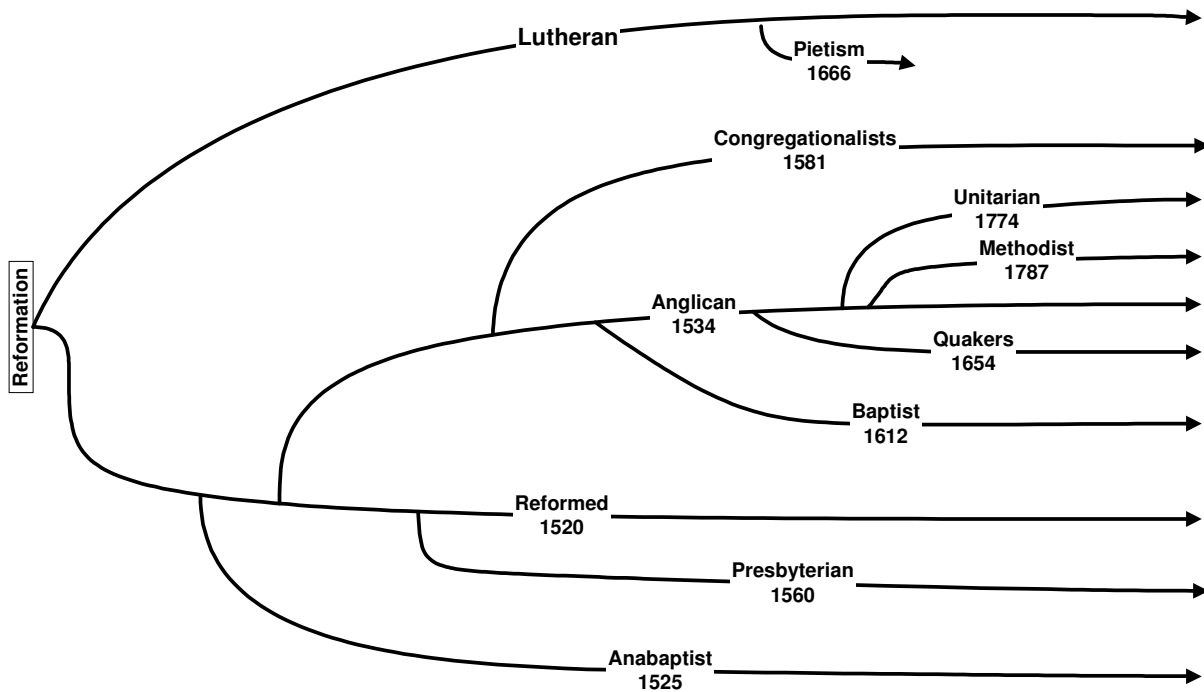 Lutheran
Pietism
1666
Congregationalists
1581
Unitarian
1774
Methodist
1787
Reformation
Anglican
1534
Quakers
1654
Baptist
1612
Reformed
1520
Presbyterian
1560
Anabaptist
1525